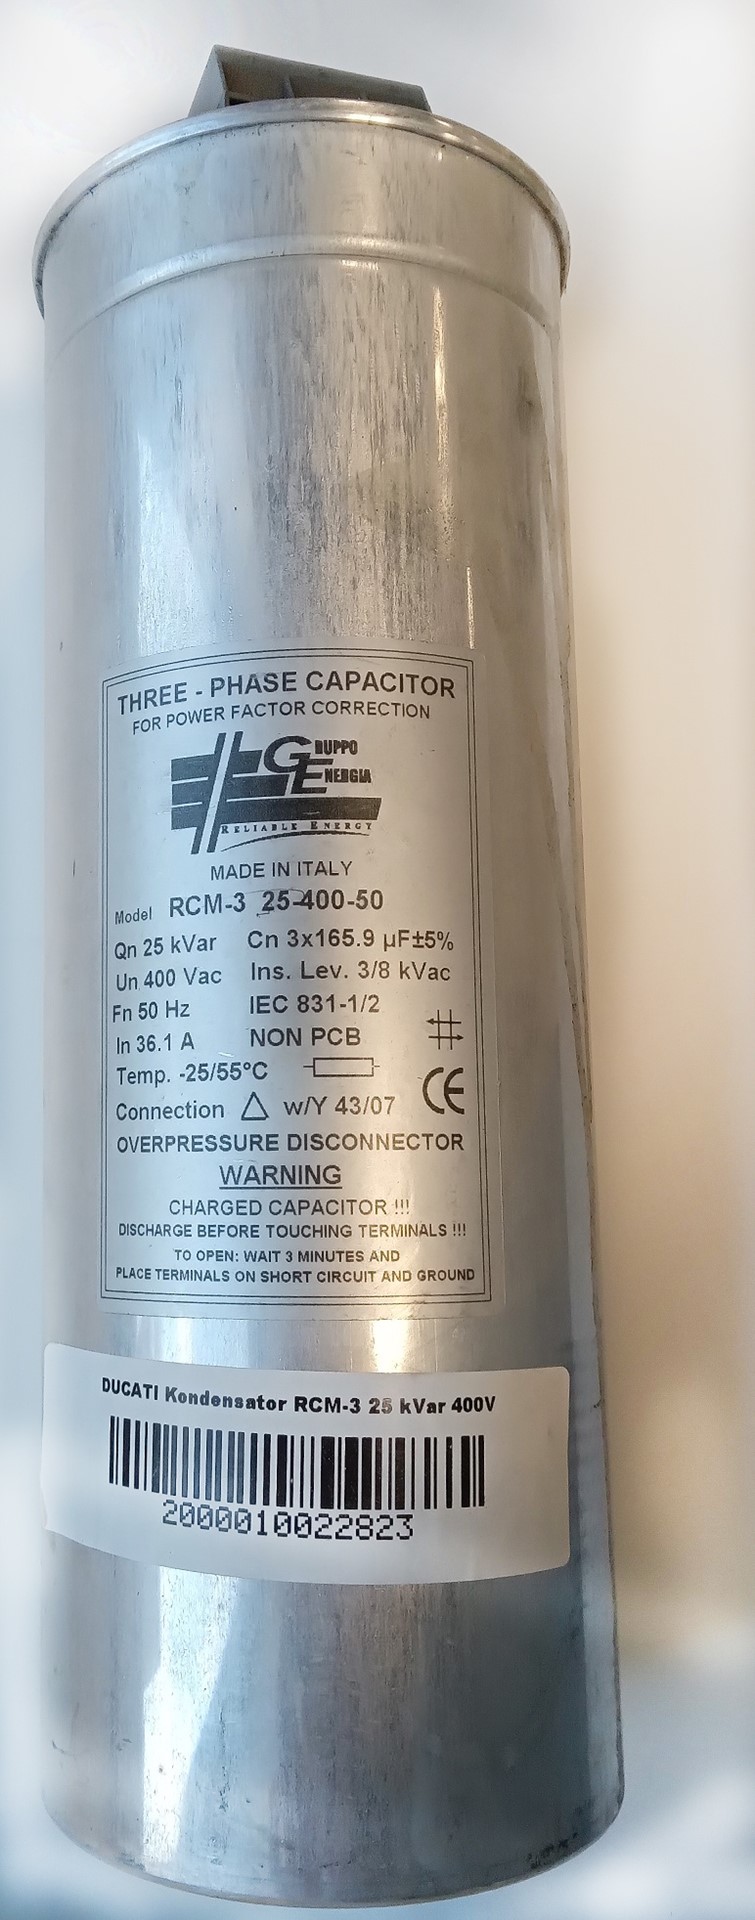 THREE - PHASE CAPACITOR
FOR POWER FACTOR CORRECTION
GRUPPO
ENERGIA
RELIABLE ENERGY
MADE IN ITALY
Model RCM-3 25-400-50
Qn 25 kVar Cn 3x165.9 µF±5%
Un 400 Vac Ins. Lev. 3/8 kVac
Fn 50 Hz IEC 831-1/2
In 36.1 A NON PCB
Temp. -25/55°C
Connection △ w/Y 43/07 CE
OVERPRESSURE DISCONNECTOR
WARNING
CHARGED CAPACITOR !!!
DISCHARGE BEFORE TOUCHING TERMINALS !!!
TO OPEN: WAIT 3 MINUTES AND
PLACE TERMINALS ON SHORT CIRCUIT AND GROUND
DUCATI Kondensator RCM-3 25 kVar 400V
2000010022823